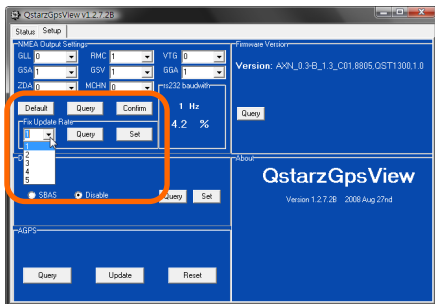 QstarzGpsView v1.2.7.2B
Status Setup
NMEA Output Settings
GLL 0 RMC 1 VTG 0
GSA 1 GSV 1 GGA 1
ZDA 0 MCHN 0 rs232 baudwith
Default Query Confirm 1 Hz
4.2 %
Fix Update Rate
1 Query Set
1
2
3
4
5
D
SBAS Disable Query Set
AGPS
Query Update Reset
Firmware Version
Version: AXN_0.3-B_1.3_C01,8805,QST1300,1.0
Query
About
QstarzGpsView
Version 1.2.7.2B 2008 Aug 27nd